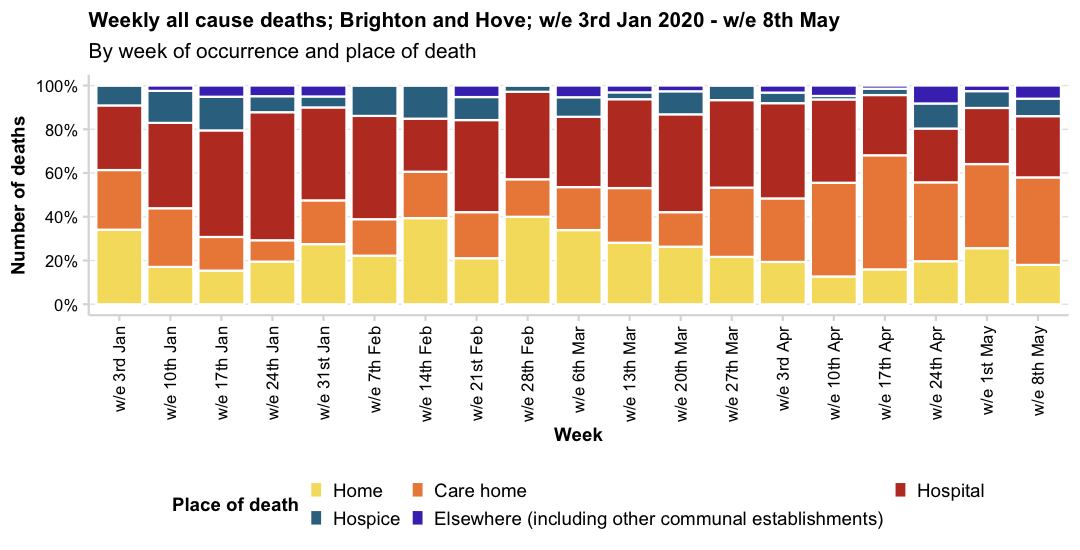 Weekly all cause deaths; Brighton and Hove; w/e 3rd Jan 2020 - w/e 8th May
By week of occurrence and place of death
Number of deaths
100%
80%
60%
40%
20%
0%
w/e 3rd Jan
w/e 10th Jan
w/e 17th Jan
w/e 24th Jan
w/e 31st Jan
w/e 7th Feb
w/e 14th Feb
w/e 21st Feb
w/e 28th Feb
w/e 6th Mar
w/e 13th Mar
w/e 20th Mar
w/e 27th Mar
w/e 3rd Apr
w/e 10th Apr
w/e 17th Apr
w/e 24th Apr
w/e 1st May
w/e 8th May
Week
Place of death
Home
Care home
Hospital
Hospice
Elsewhere (including other communal establishments)